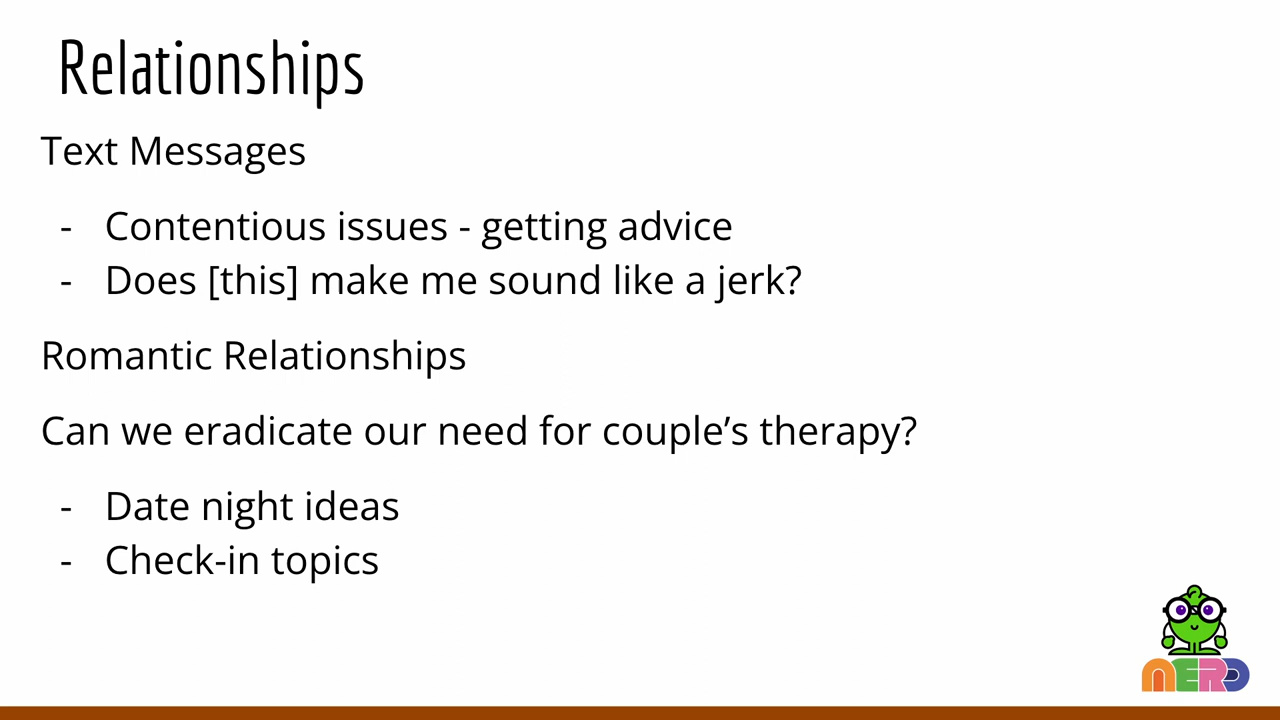 Relationships
Text Messages
- Contentious issues - getting advice
- Does [this] make me sound like a jerk?
Romantic Relationships
Can we eradicate our need for couple’s therapy?
- Date night ideas
- Check-in topics
NERD